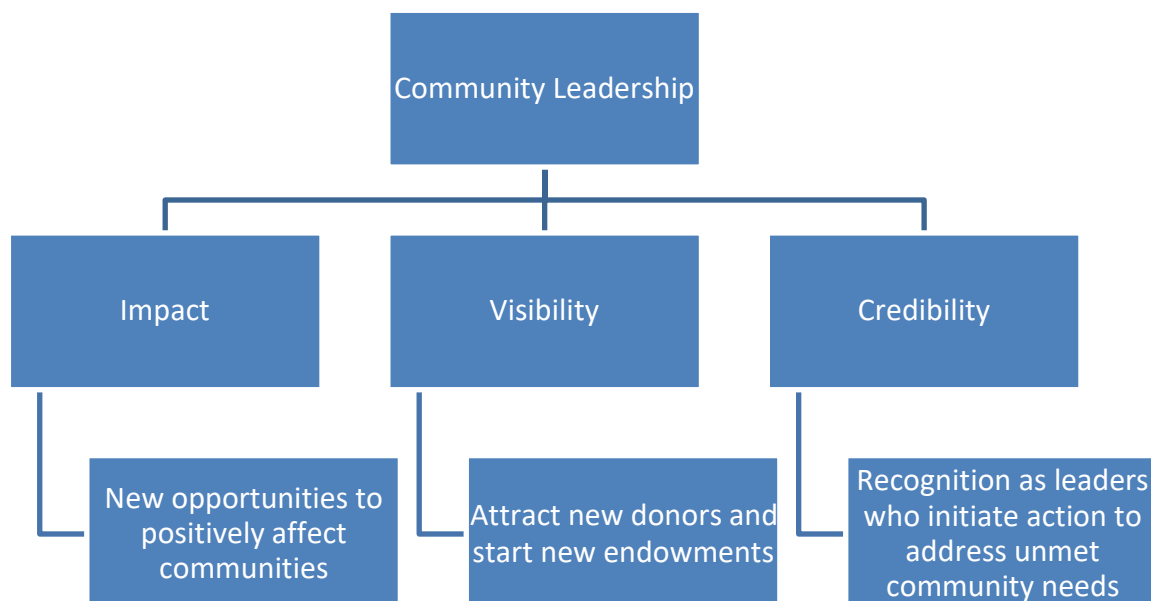 Community Leadership
Impact
Visibility
Credibility
New opportunities to
positively affect
communities
Attract new donors and
start new endowments
Recognition as leaders
who initiate action to
address unmet
community needs